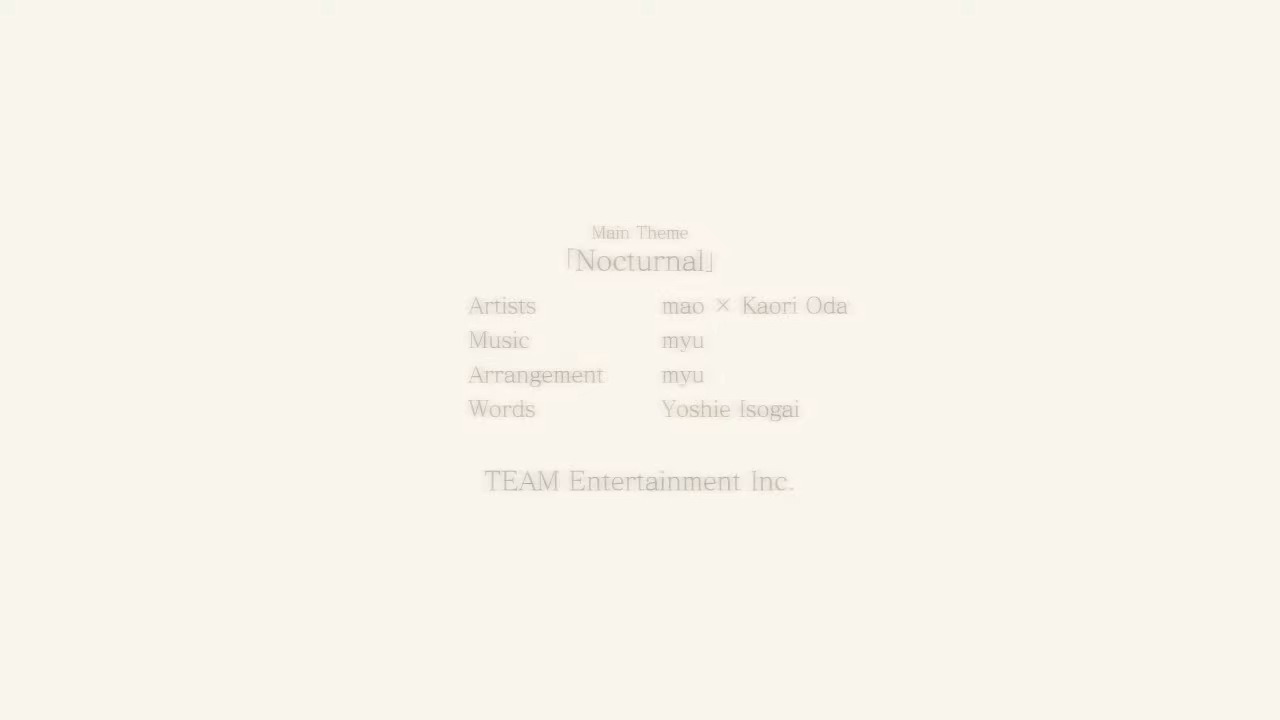 Main Theme
「Nocturnal」
Artists mao × Kaori Oda
Music myu
Arrangement myu
Words Yoshie Isogai
TEAM Entertainment Inc.